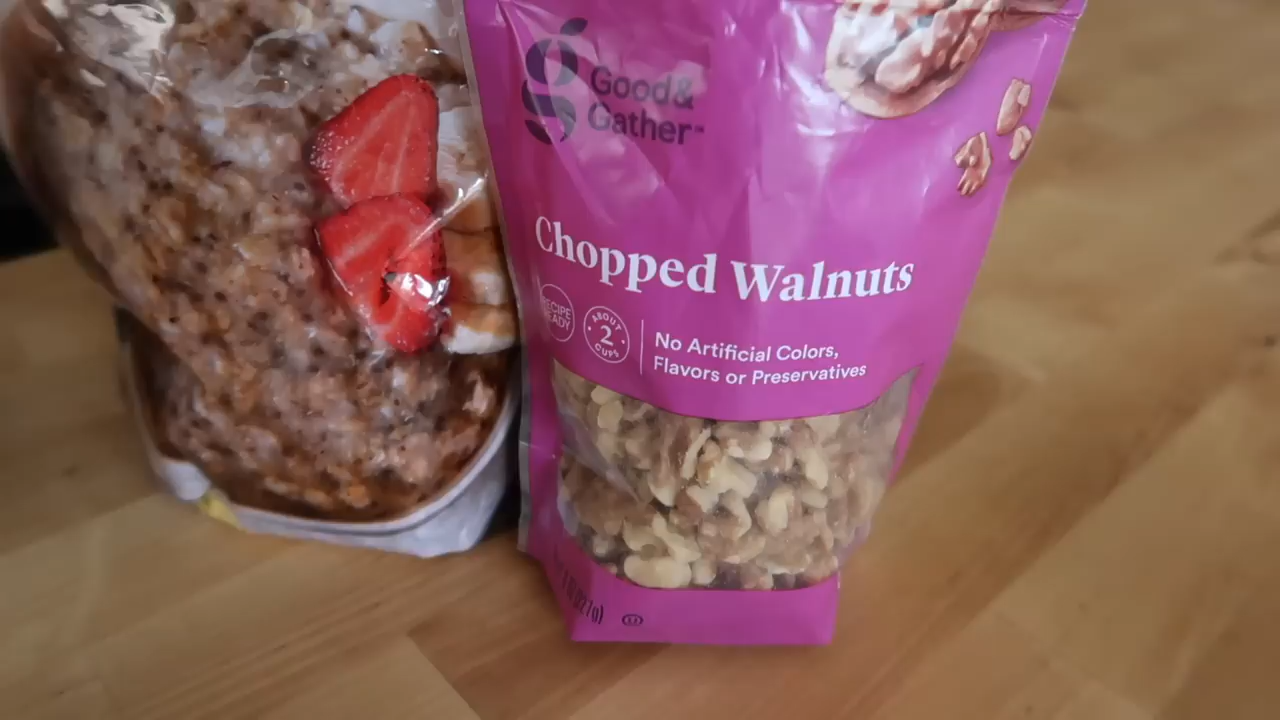 Good&
Gather™
Chopped Walnuts
RECIPE
READY
ABOUT
2
CUPS
No Artificial Colors,
Flavors or Preservatives